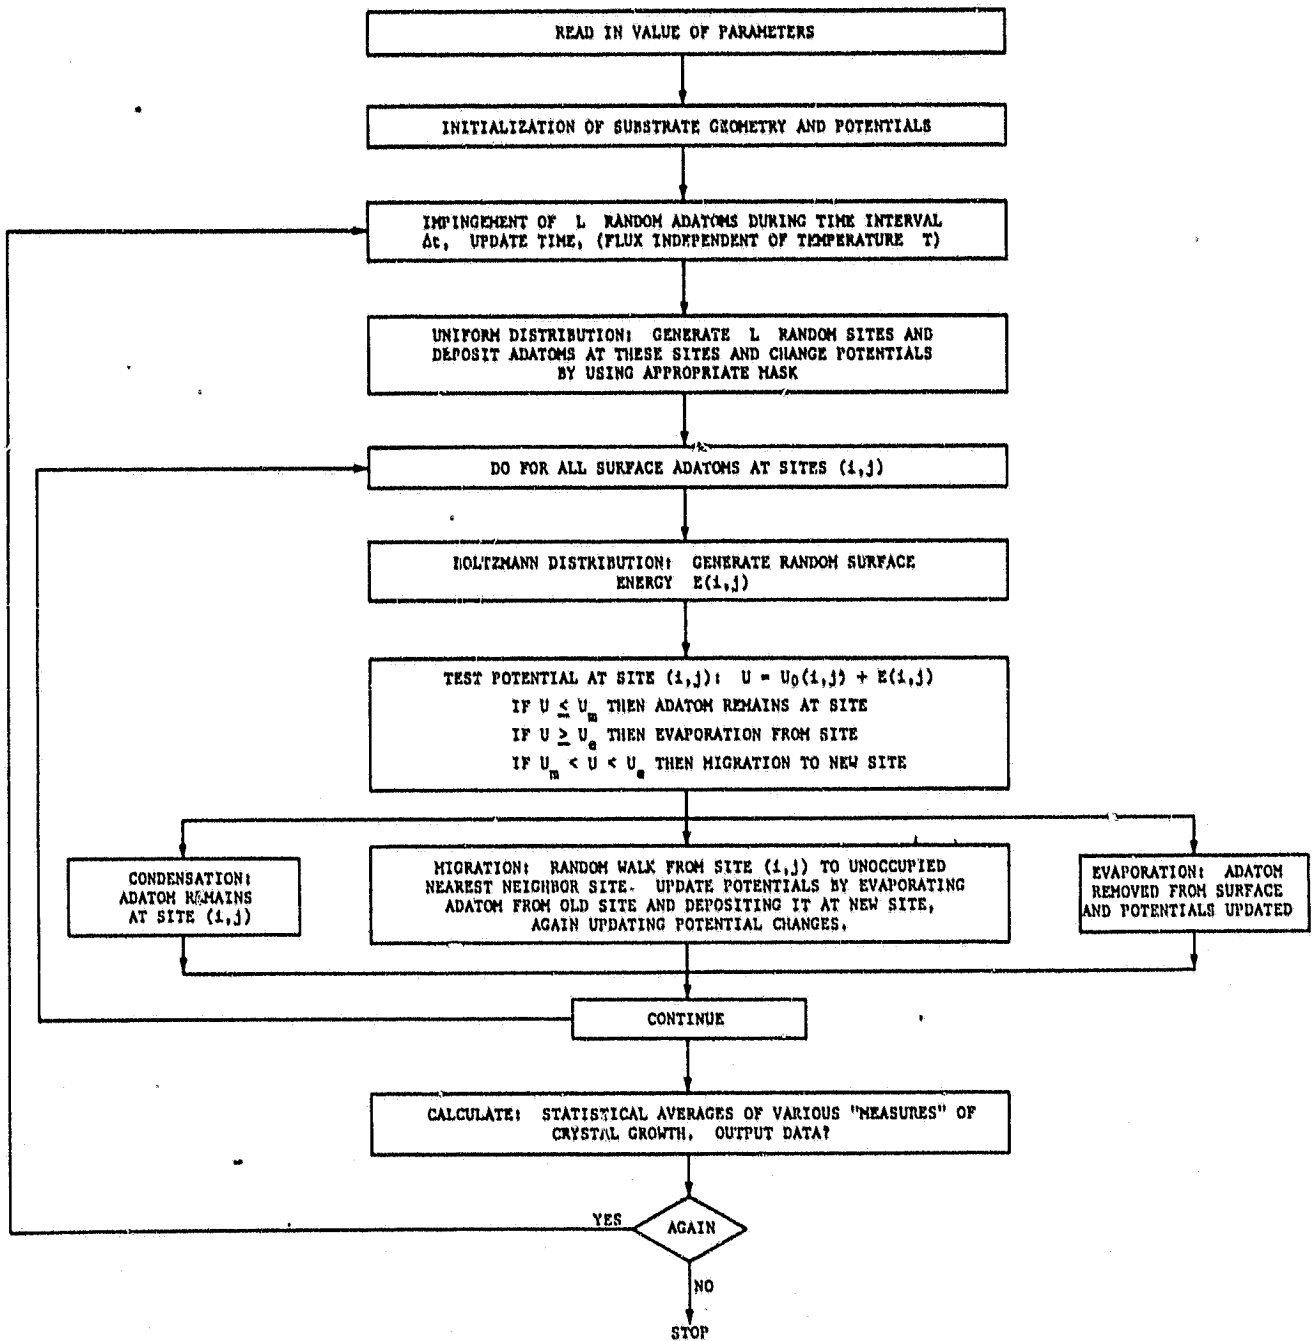 READ IN VALUE OF PARAMETERS
INITIALIZATION OF SUBSTRATE GEOMETRY AND POTENTIALS
IMPINGEMENT OF L RANDOM ADATOMS DURING TIME INTERVAL
Δt, UPDATE TIME, (FLUX INDEPENDENT OF TEMPERATURE T)
UNIFORM DISTRIBUTION: GENERATE L RANDOM SITES AND
DEPOSIT ADATOMS AT THESE SITES AND CHANGE POTENTIALS
BY USING APPROPRIATE MASK
DO FOR ALL SURFACE ADATOMS AT SITES (i,j)
BOLTZMANN DISTRIBUTION: GENERATE RANDOM SURFACE
ENERGY E(i,j)
TEST POTENTIAL AT SITE (i,j): U = U₀(i,j) + E(i,j)
IF U ≤ Uₘ THEN ADATOM REMAINS AT SITE
IF U ≥ Uₑ THEN EVAPORATION FROM SITE
IF Uₘ < U < Uₑ THEN MIGRATION TO NEW SITE
CONDENSATION:
ADATOM REMAINS
AT SITE (i,j)
MIGRATION: RANDOM WALK FROM SITE (i,j) TO UNOCCUPIED
NEAREST NEIGHBOR SITE. UPDATE POTENTIALS BY EVAPORATING
ADATOM FROM OLD SITE AND DEPOSITING IT AT NEW SITE,
AGAIN UPDATING POTENTIAL CHANGES.
EVAPORATION: ADATOM
REMOVED FROM SURFACE
AND POTENTIALS UPDATED
CONTINUE
CALCULATE: STATISTICAL AVERAGES OF VARIOUS "MEASURES" OF
CRYSTAL GROWTH. OUTPUT DATA?
YES
AGAIN
NO
STOP